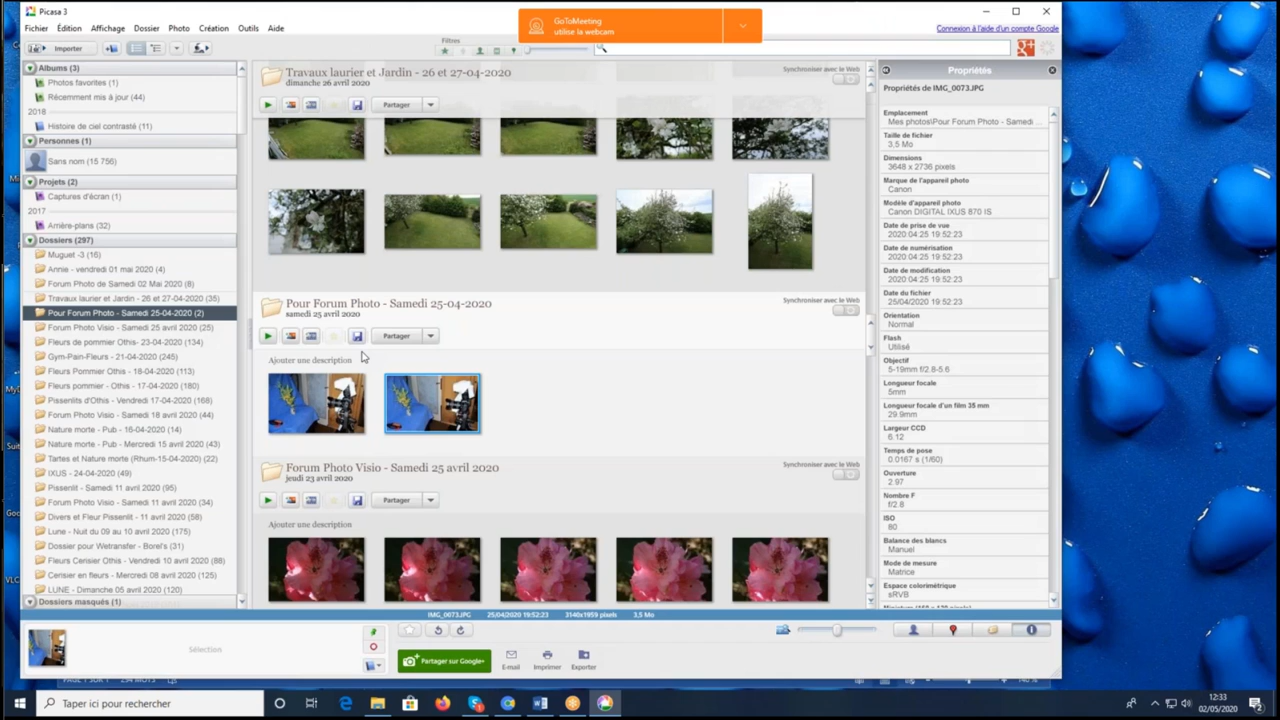 Picasa 3
GoToMeeting
utilise la webcam
Fichier Édition Affichage Dossier Photo Création Outils Aide
Connexion à l'aide d'un compte Google
Importer
Filtres
Albums (3)
Photos favorites (1)
Récemment mis à jour (44)
2018
Histoire de ciel contrasté (11)
Personnes (1)
Sans nom (15 756)
Projets (2)
Captures d'écran (1)
2017
Arrière-plans (32)
Dossiers (297)
Muguet -3 (16)
Annie - vendredi 01 mai 2020 (4)
Forum Photo de Samedi 02 Mai 2020 (8)
Travaux laurier et Jardin - 26 et 27-04-2020 (35)
Pour Forum Photo - Samedi 25-04-2020 (2)
Forum Photo Visio - Samedi 25 avril 2020 (25)
Fleurs de pommier Othis- 23-04-2020 (134)
Gym-Pain-Fleurs - 21-04-2020 (245)
Fleurs Pommier Othis - 18-04-2020 (113)
Fleurs pommier - Othis - 17-04-2020 (180)
Pissenlits d'Othis - Vendredi 17-04-2020 (168)
Forum Photo Visio - Samedi 18 avril 2020 (44)
Nature morte - Pub - 16-04-2020 (14)
Nature morte - Pub - Mercredi 15 avril 2020 (43)
Tartes et Nature morte (Rhum-15-04-2020) (22)
IXUS - 24-04-2020 (49)
Pissenlit - Samedi 11 avril 2020 (95)
Forum Photo Visio - Samedi 11 avril 2020 (34)
Divers et Fleur Pissenlit - 11 avril 2020 (58)
Lune - Nuit du 09 au 10 avril 2020 (175)
Dossier pour Wetransfer - Borel's (31)
Fleurs Cerisier Othis - Vendredi 10 avril 2020 (88)
Cerisier en fleurs - Mercredi 08 avril 2020 (125)
LUNE - Dimanche 05 avril 2020 (120)
Dossiers masqués (1)
Travaux laurier et Jardin - 26 et 27-04-2020
dimanche 26 avril 2020
Synchroniser avec le Web
Partager
Pour Forum Photo - Samedi 25-04-2020
samedi 25 avril 2020
Synchroniser avec le Web
Partager
Ajouter une description
Forum Photo Visio - Samedi 25 avril 2020
jeudi 23 avril 2020
Synchroniser avec le Web
Partager
Ajouter une description
Propriétés
Propriétés de IMG_0073.JPG
Emplacement
Mes photos\Pour Forum Photo - Samedi ...
Taille de fichier
3,5 Mo
Dimensions
3648 x 2736 pixels
Marque de l'appareil photo
Canon
Modèle d'appareil photo
Canon DIGITAL IXUS 870 IS
Date de prise de vue
2020:04:25 19:52:23
Date de numérisation
2020:04:25 19:52:23
Date de modification
2020:04:25 19:52:23
Date du fichier
25/04/2020 19:52:23
Orientation
Normal
Flash
Utilisé
Objectif
5-19mm f/2.8-5.6
Longueur focale
5mm
Longueur focale d'un film 35 mm
29.9mm
Largeur CCD
6.12
Temps de pose
0.0167 s (1/60)
Ouverture
2.97
Nombre F
f/2.8
ISO
80
Balance des blancs
Manuel
Mode de mesure
Matrice
Espace colorimétrique
sRVB
IMG_0073.JPG 25/04/2020 19:52:23 3140x1959 pixels 3,5 Mo
Sélection
Partager sur Google+
E-mail Imprimer Exporter
Taper ici pour rechercher
12:33
02/05/2020